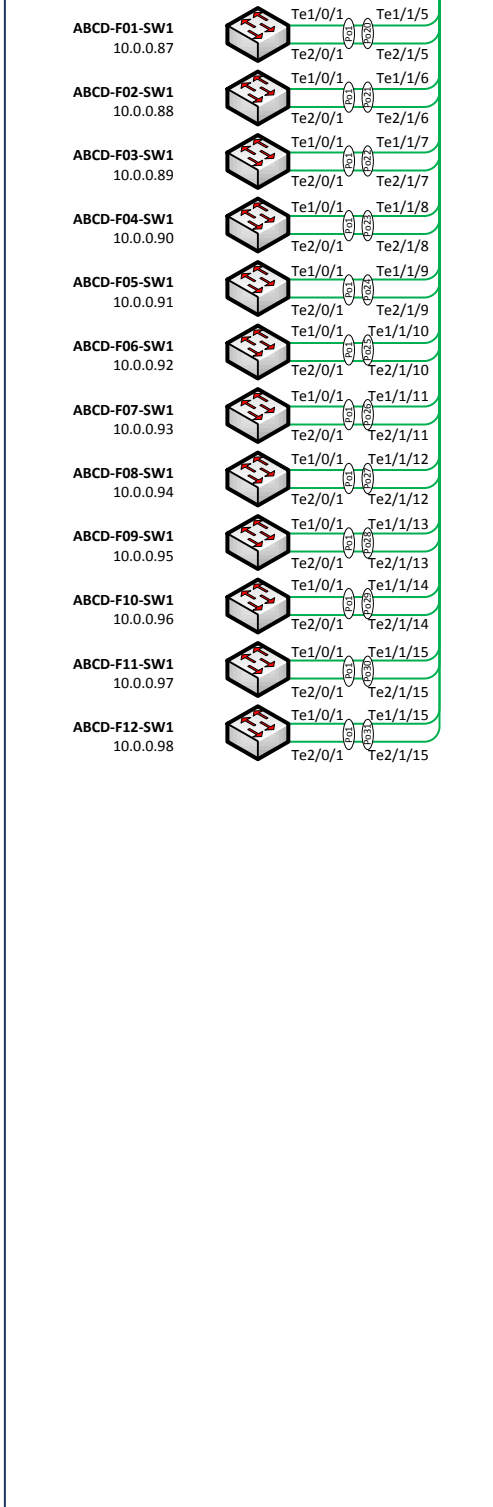 Te1/0/1 Te1/1/5
ABCD-F01-SW1 Po1 Po20
10.0.0.87
Te2/0/1 Te2/1/5
Te1/0/1 Te1/1/6
ABCD-F02-SW1 Po1 Po21
10.0.0.88
Te2/0/1 Te2/1/6
Te1/0/1 Te1/1/7
ABCD-F03-SW1 Po1 Po22
10.0.0.89
Te2/0/1 Te2/1/7
Te1/0/1 Te1/1/8
ABCD-F04-SW1 Po1 Po23
10.0.0.90
Te2/0/1 Te2/1/8
Te1/0/1 Te1/1/9
ABCD-F05-SW1 Po1 Po24
10.0.0.91
Te2/0/1 Te2/1/9
Te1/0/1 Te1/1/10
ABCD-F06-SW1 Po1 Po25
10.0.0.92
Te2/0/1 Te2/1/10
Te1/0/1 Te1/1/11
ABCD-F07-SW1 Po1 Po26
10.0.0.93
Te2/0/1 Te2/1/11
Te1/0/1 Te1/1/12
ABCD-F08-SW1 Po1 Po27
10.0.0.94
Te2/0/1 Te2/1/12
Te1/0/1 Te1/1/13
ABCD-F09-SW1 Po1 Po28
10.0.0.95
Te2/0/1 Te2/1/13
Te1/0/1 Te1/1/14
ABCD-F10-SW1 Po1 Po29
10.0.0.96
Te2/0/1 Te2/1/14
Te1/0/1 Te1/1/15
ABCD-F11-SW1 Po1 Po30
10.0.0.97
Te2/0/1 Te2/1/15
Te1/0/1 Te1/1/15
ABCD-F12-SW1 Po1 Po31
10.0.0.98
Te2/0/1 Te2/1/15